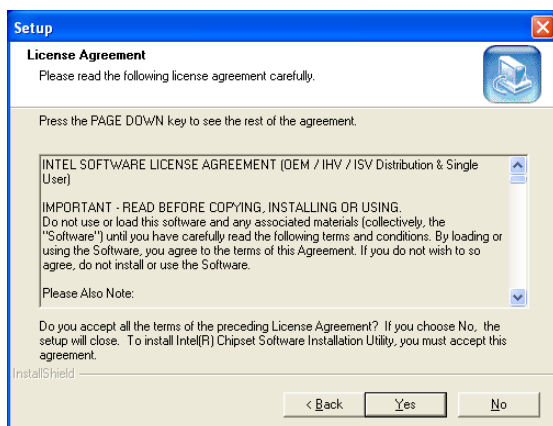 Setup
License Agreement
Please read the following license agreement carefully.
Press the PAGE DOWN key to see the rest of the agreement.
INTEL SOFTWARE LICENSE AGREEMENT (OEM / IHV / ISV Distribution & Single
User)
IMPORTANT - READ BEFORE COPYING, INSTALLING OR USING.
Do not use or load this software and any associated materials (collectively, the
"Software") until you have carefully read the following terms and conditions. By loading or
using the Software, you agree to the terms of this Agreement. If you do not wish to so
agree, do not install or use the Software.
Please Also Note:
Do you accept all the terms of the preceding License Agreement? If you choose No, the
setup will close. To install Intel(R) Chipset Software Installation Utility, you must accept this
agreement.
InstallShield
< Back Yes No